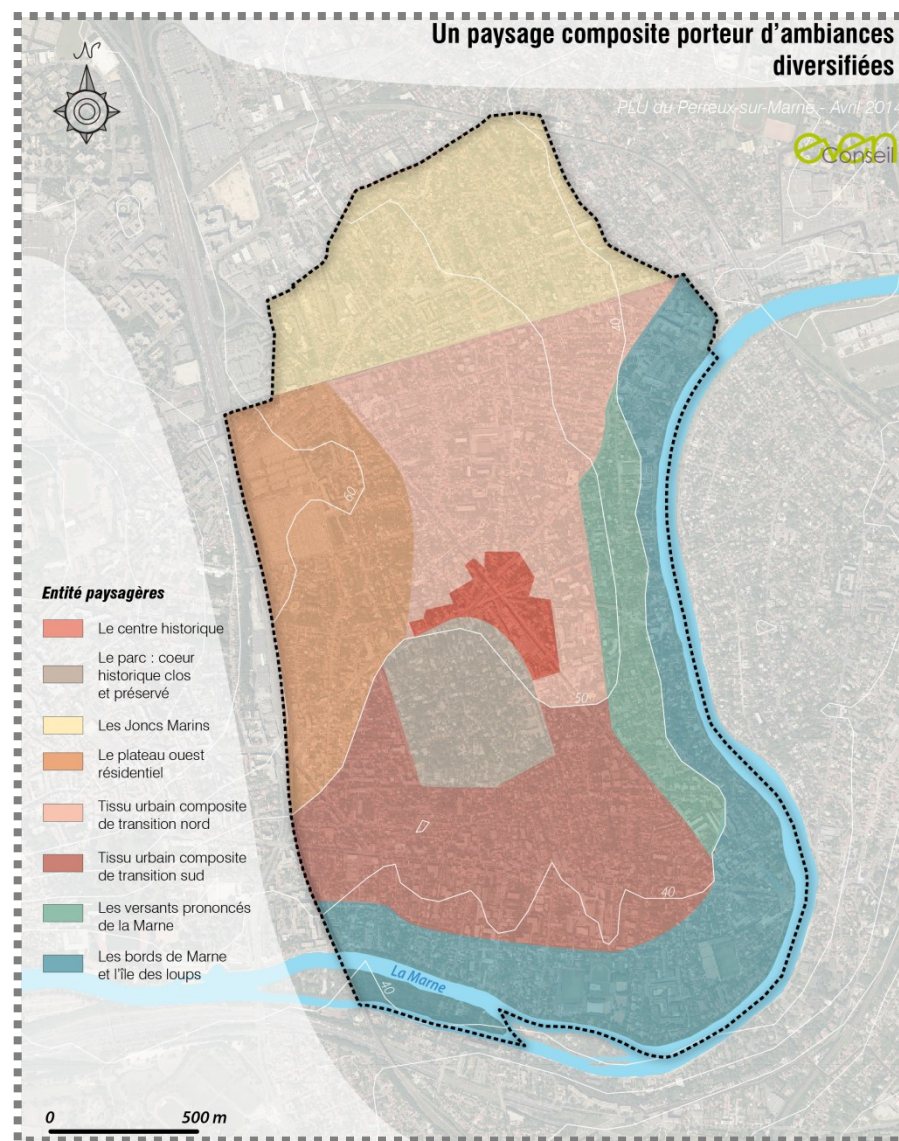 Un paysage composite porteur d'ambiances
diversifiées
PLU du Perreux-sur-Marne - Avril 2014
even
Conseil
N
40
60
50
40
La Marne
40
Entité paysagères
Le centre historique
Le parc : coeur
historique clos
et préservé
Les Joncs Marins
Le plateau ouest
résidentiel
Tissu urbain composite
de transition nord
Tissu urbain composite
de transition sud
Les versants prononcés
de la Marne
Les bords de Marne
et l'île des loups
0 500 m